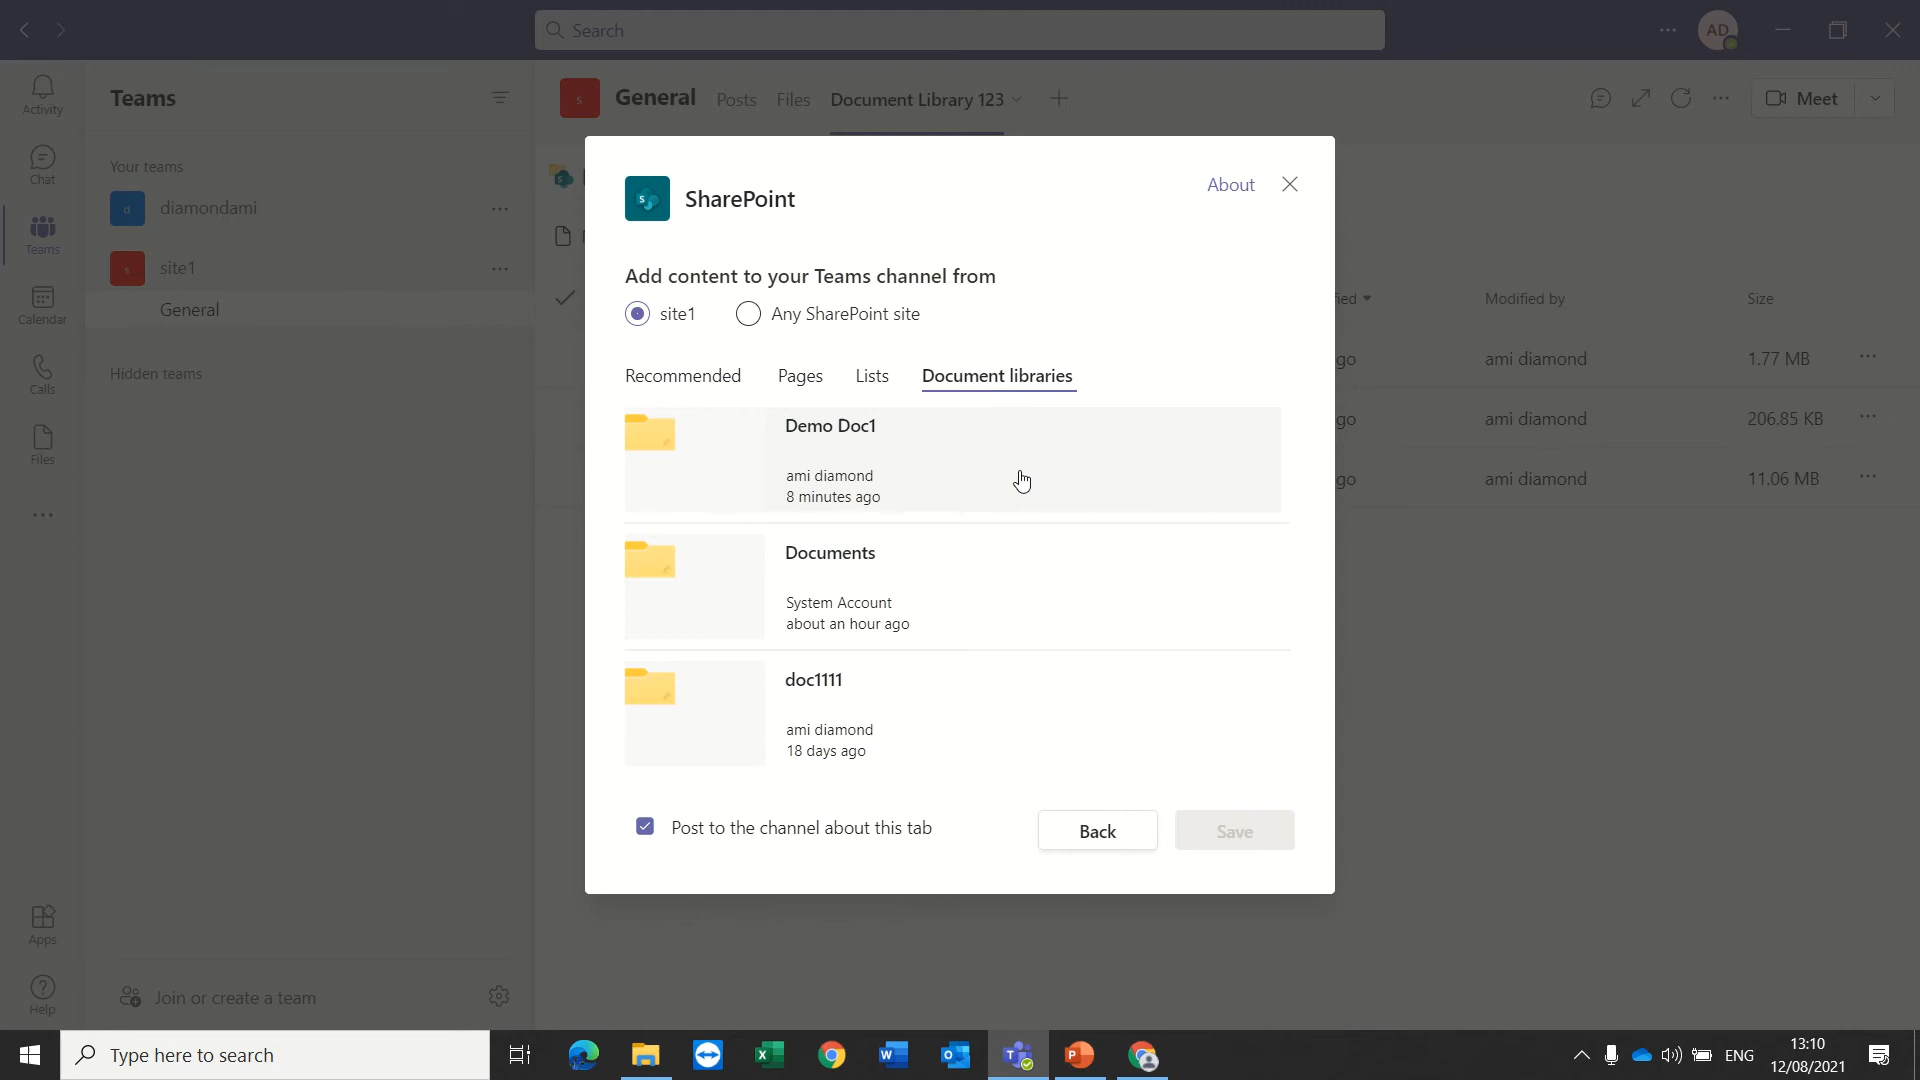 Search
AD
Activity
Chat
Teams
Calendar
Calls
Files
Apps
Help
Teams
Your teams
d
diamondami
s
site1
General
Hidden teams
Join or create a team
s
General
Posts
Files
Document Library 123
Meet
Modified by
Size
go
ami diamond
1.77 MB
go
ami diamond
206.85 KB
go
ami diamond
11.06 MB
SharePoint
About
Add content to your Teams channel from
site1
Any SharePoint site
Recommended
Pages
Lists
Document libraries
Demo Doc1
ami diamond
8 minutes ago
Documents
System Account
about an hour ago
doc1111
ami diamond
18 days ago
Post to the channel about this tab
Back
Save
Type here to search
ENG
13:10
12/08/2021